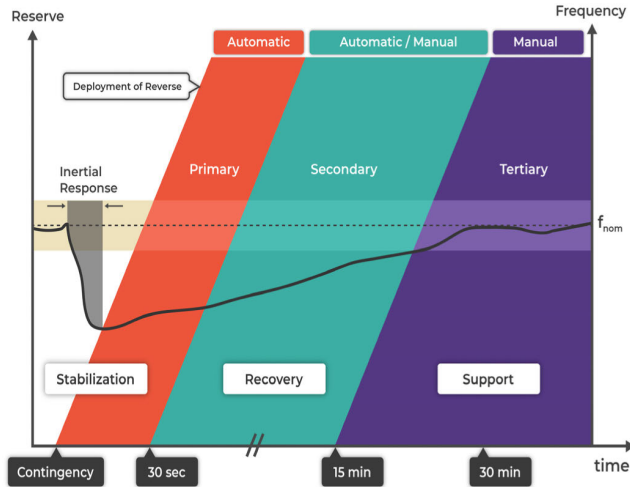 Reserve
Frequency
Automatic
Automatic / Manual
Manual
Deployment of Reverse
Inertial
Response
Primary
Secondary
Tertiary
fnom
Stabilization
Recovery
Support
Contingency
30 sec
15 min
30 min
time